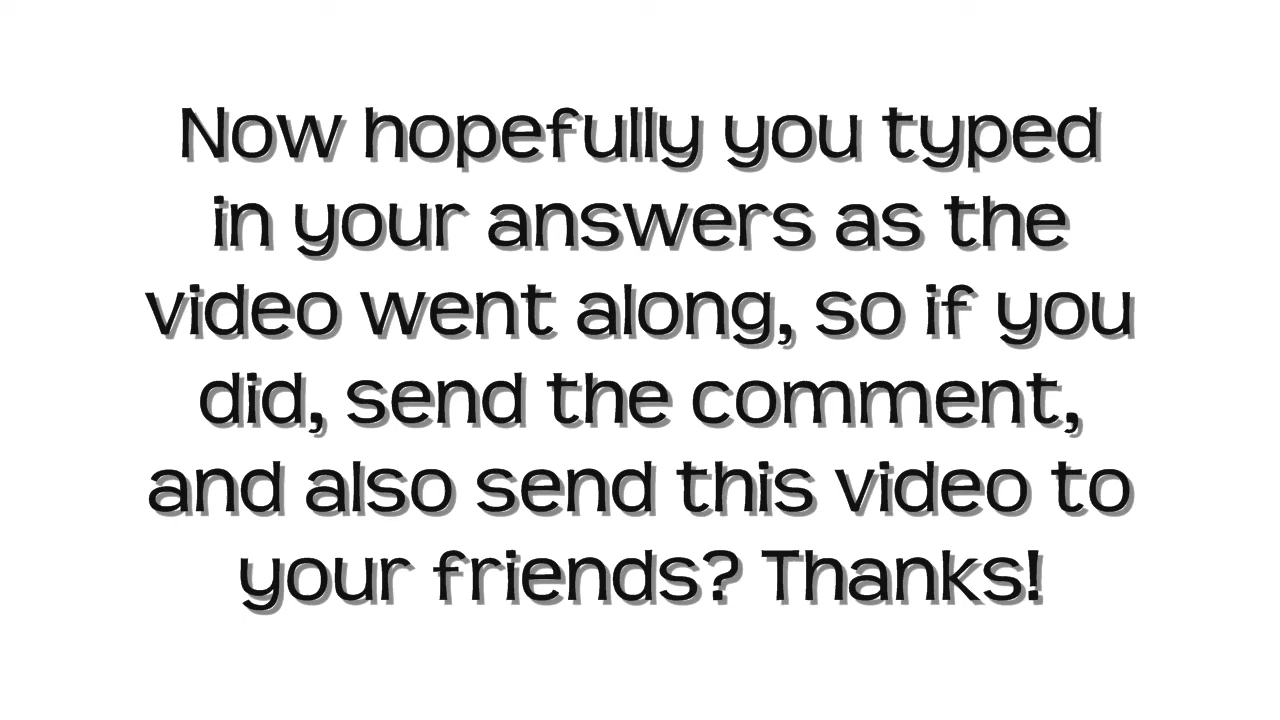 Now hopefully you typed
in your answers as the
video went along, so if you
did, send the comment,
and also send this video to
your friends? Thanks!